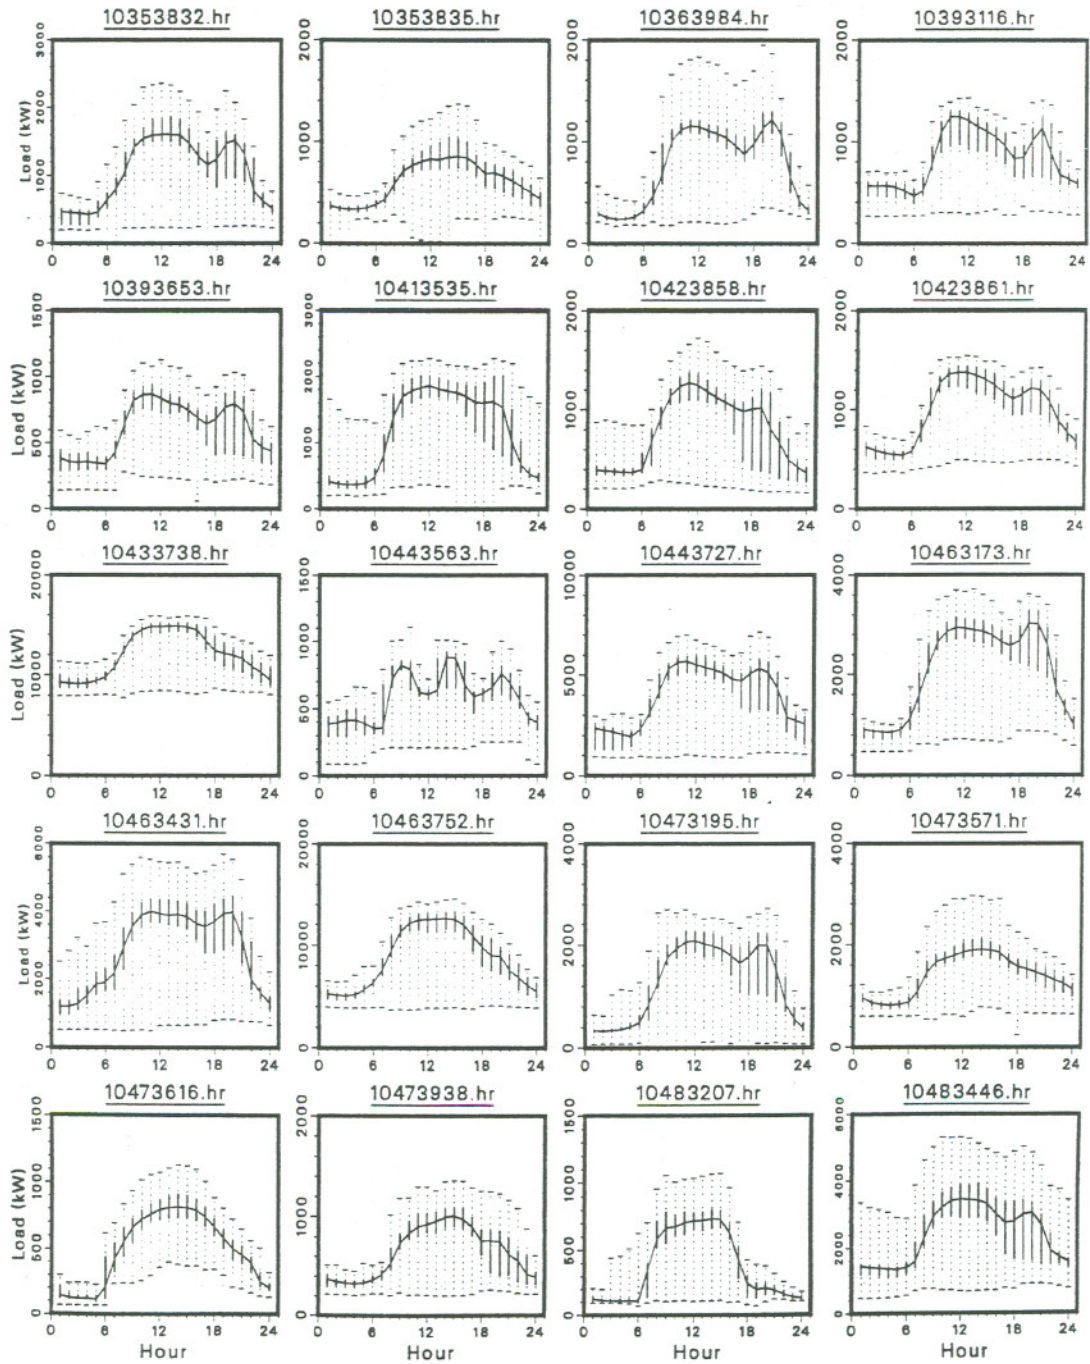 10353832.hr 10353835.hr 10363984.hr 10393116.hr
Load (kW) 0 1000 2000 3000 0 1000 2000 0 1000 2000 0 1000 2000
0 6 12 18 24 0 6 12 18 24 0 6 12 18 24 0 6 12 18 24
10393653.hr 10413535.hr 10423858.hr 10423861.hr
Load (kW) 0 500 1000 1500 0 1000 2000 3000 0 1000 2000 0 1000 2000
0 6 12 18 24 0 6 12 18 24 0 6 12 18 24 0 6 12 18 24
10433738.hr 10443563.hr 10443727.hr 10463173.hr
Load (kW) 0 10000 20000 0 500 1000 1500 0 5000 10000 0 2000 4000
0 6 12 18 24 0 6 12 18 24 0 6 12 18 24 0 6 12 18 24
10463431.hr 10463752.hr 10473195.hr 10473571.hr
Load (kW) 0 2000 4000 6000 0 10000 20000 0 2000 4000 0 2000 4000
0 6 12 18 24 0 6 12 18 24 0 6 12 18 24 0 6 12 18 24
10473616.hr 10473938.hr 10483207.hr 10483446.hr
Load (kW) 0 500 1000 1500 0 1000 2000 0 500 1000 1500 0 2000 4000 6000
0 6 12 18 24 0 6 12 18 24 0 6 12 18 24 0 6 12 18 24
Hour Hour Hour Hour